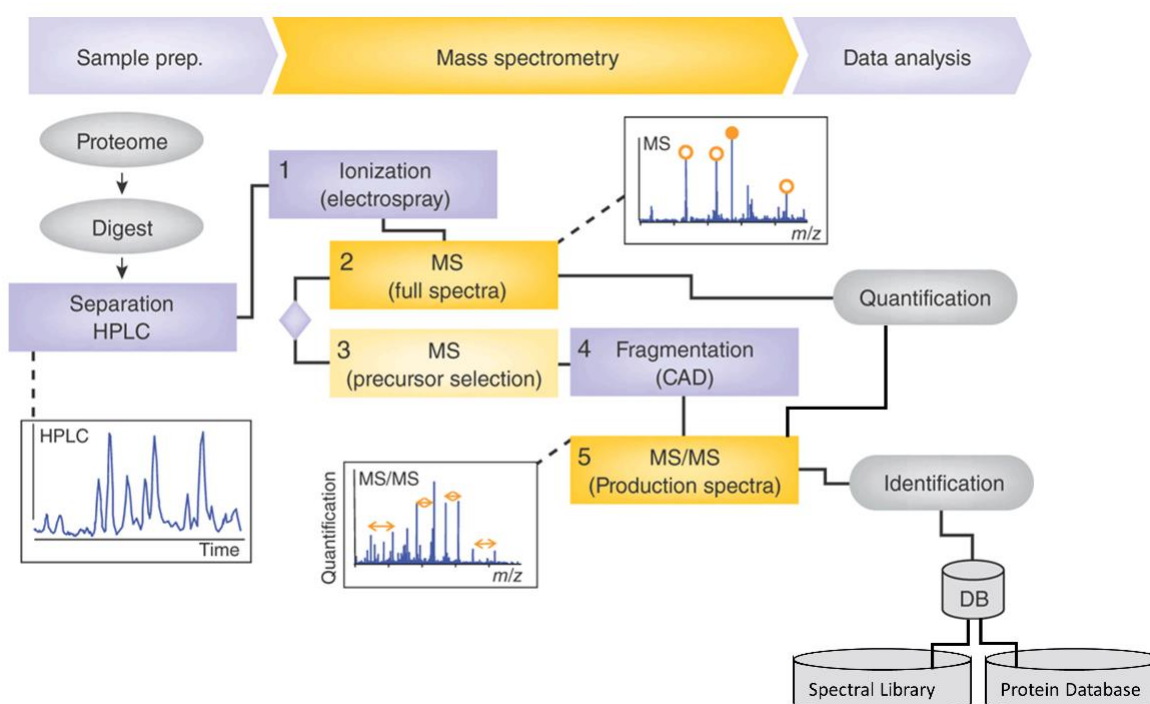 Sample prep.
Mass spectrometry
Data analysis
Proteome
Digest
Separation
HPLC
1
Ionization
(electrospray)
MS
m/z
2
MS
(full spectra)
Quantification
3
MS
(precursor selection)
4
Fragmentation
(CAD)
HPLC
Time
Quantification
MS/MS
m/z
5
MS/MS
(Production spectra)
Identification
DB
Spectral Library
Protein Database